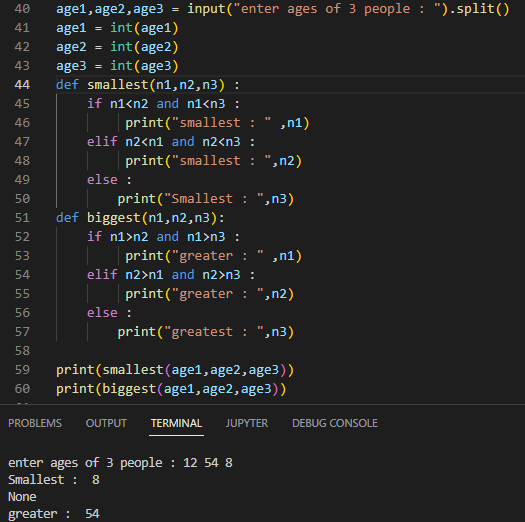 40 age1,age2,age3 = input("enter ages of 3 people : ").split()
41 age1 = int(age1)
42 age2 = int(age2)
43 age3 = int(age3)
44 def smallest(n1,n2,n3) :
45     if n1<n2 and n1<n3 :
46         print("smallest : " ,n1)
47     elif n2<n1 and n2<n3 :
48         print("smallest : ",n2)
49     else :
50         print("Smallest : ",n3)
51 def biggest(n1,n2,n3):
52     if n1>n2 and n1>n3 :
53         print("greater : " ,n1)
54     elif n2>n1 and n2>n3 :
55         print("greater : ",n2)
56     else :
57         print("greatest : ",n3)
58
59 print(smallest(age1,age2,age3))
60 print(biggest(age1,age2,age3))
PROBLEMS OUTPUT TERMINAL JUPYTER DEBUG CONSOLE
enter ages of 3 people : 12 54 8
Smallest :  8
None
greater :  54